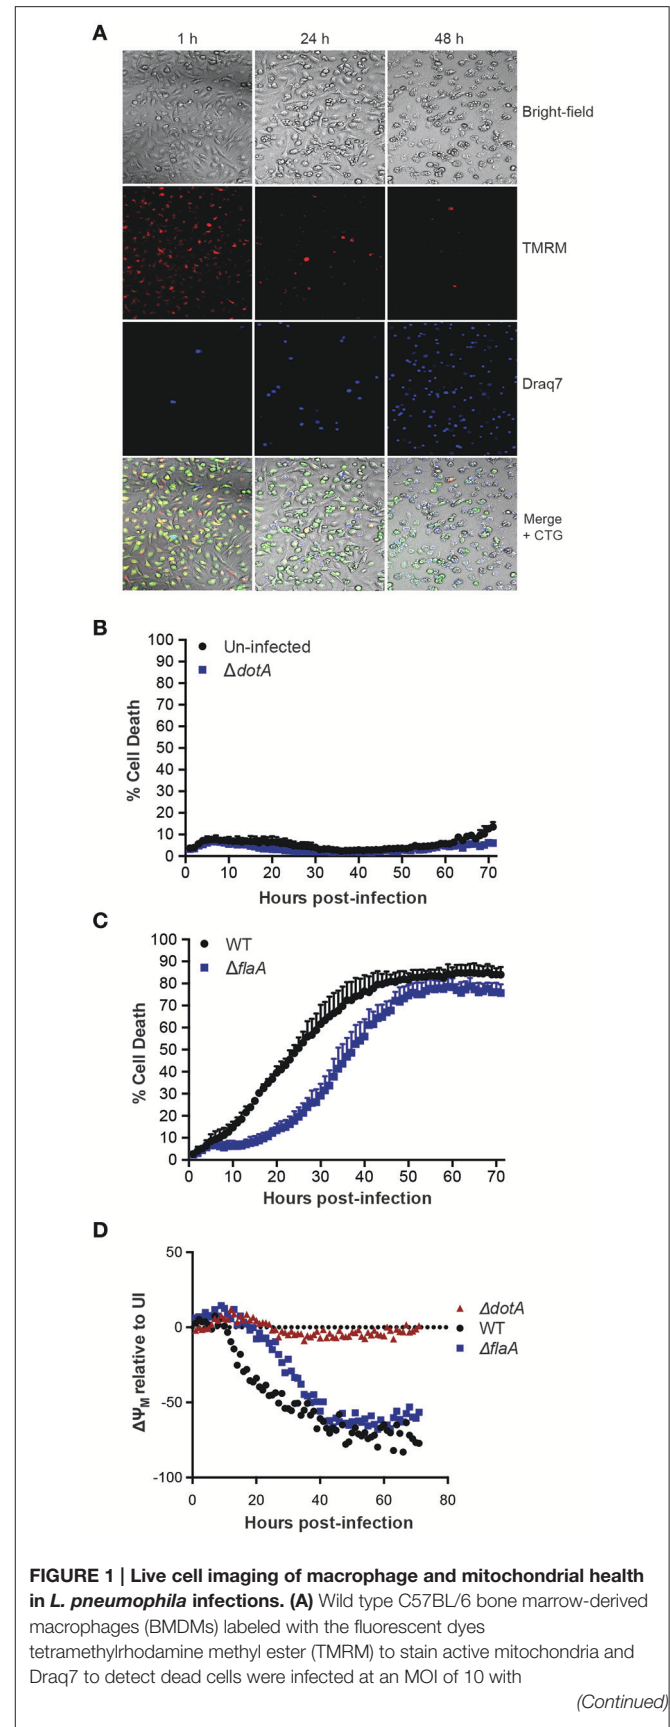 A
1 h 24 h 48 h
Bright-field
TMRM
Draq7
Merge
+ CTG
B
100
90
80
70
60
50
40
30
20
10
0
% Cell Death
Un-infected
ΔdotA
0 10 20 30 40 50 60 70
Hours post-infection
C
100
90
80
70
60
50
40
30
20
10
0
% Cell Death
WT
ΔflaA
0 10 20 30 40 50 60 70
Hours post-infection
D
50
0
-50
-100
ΔΨM relative to UI
ΔdotA
WT
ΔflaA
0 20 40 60 80
Hours post-infection
FIGURE 1 | Live cell imaging of macrophage and mitochondrial health
in L. pneumophila infections. (A) Wild type C57BL/6 bone marrow-derived
macrophages (BMDMs) labeled with the fluorescent dyes
tetramethylrhodamine methyl ester (TMRM) to stain active mitochondria and
Draq7 to detect dead cells were infected at an MOI of 10 with
(Continued)